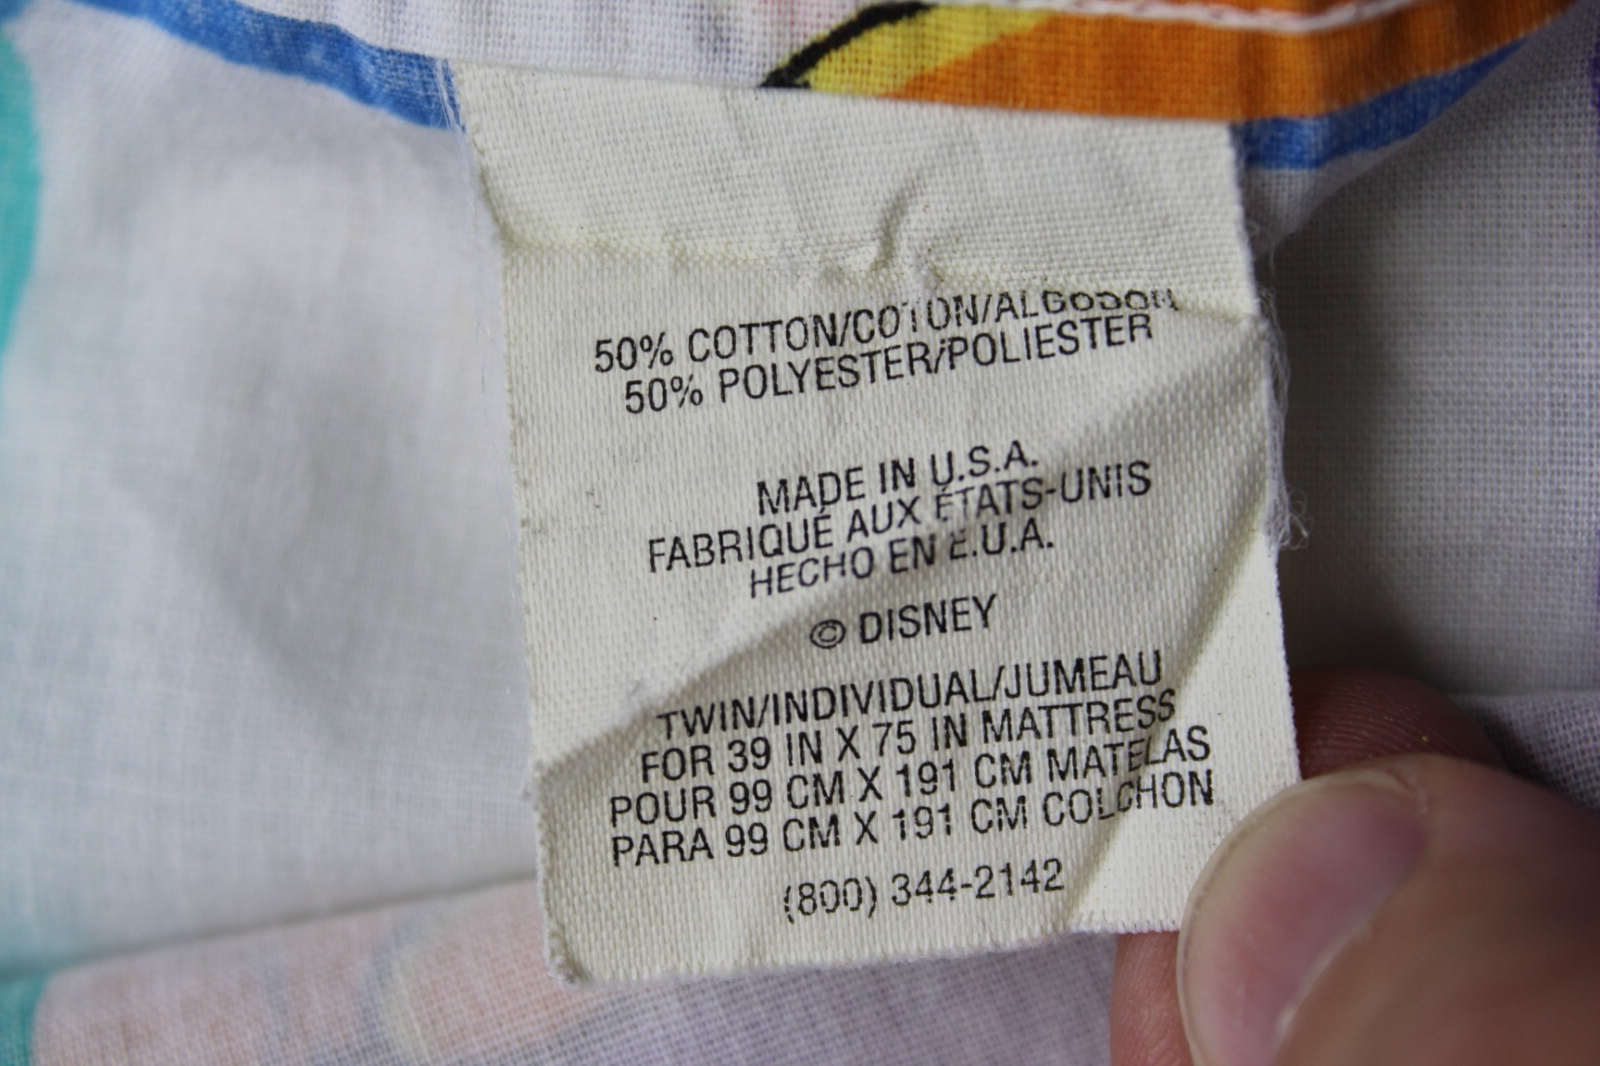 50% COTTON/COTON/ALGODON
50% POLYESTER/POLIESTER
MADE IN U.S.A.
FABRIQUÉ AUX ÉTATS-UNIS
HECHO EN E.U.A.
© DISNEY
TWIN/INDIVIDUAL/JUMEAU
FOR 39 IN X 75 IN MATTRESS
POUR 99 CM X 191 CM MATELAS
PARA 99 CM X 191 CM COLCHON
(800) 344-2142